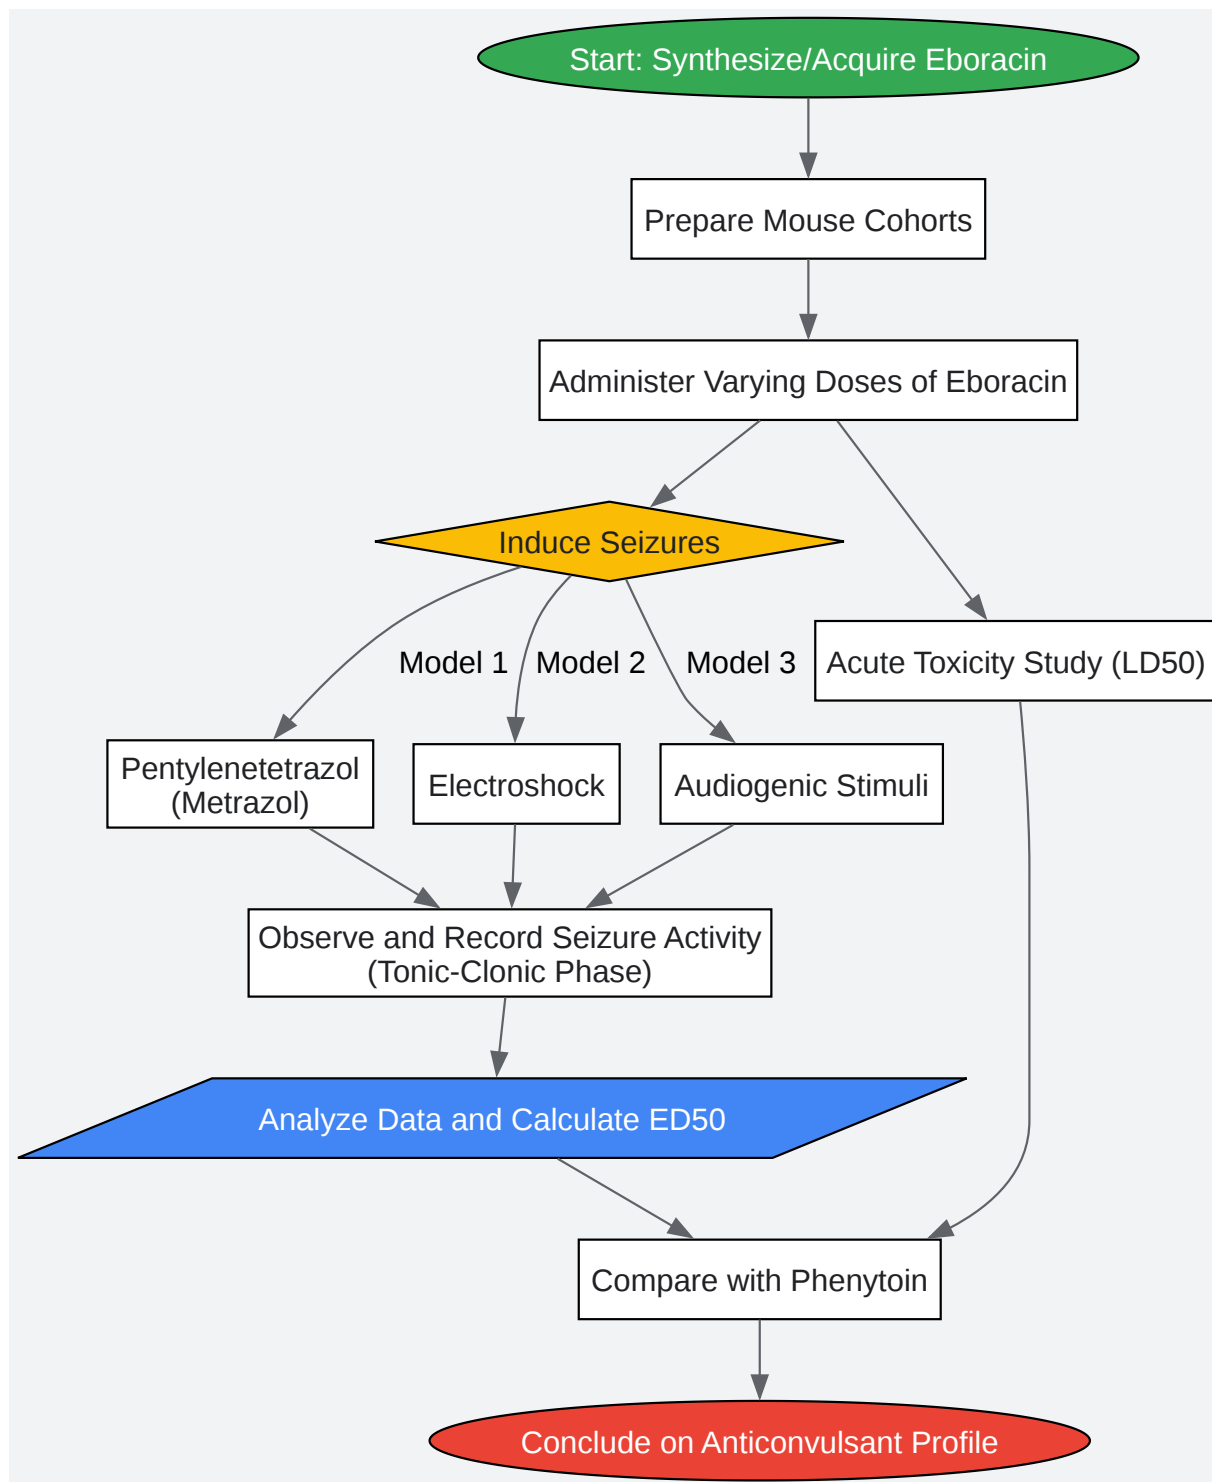 Start: Synthesize/Acquire Eboracin
Prepare Mouse Cohorts
Administer Varying Doses of Eboracin
Induce Seizures
Model 1
Model 2
Model 3
Acute Toxicity Study (LD50)
Pentylenetetrazol
(Metrazol)
Electroshock
Audiogenic Stimuli
Observe and Record Seizure Activity
(Tonic-Clonic Phase)
Analyze Data and Calculate ED50
Compare with Phenytoin
Conclude on Anticonvulsant Profile